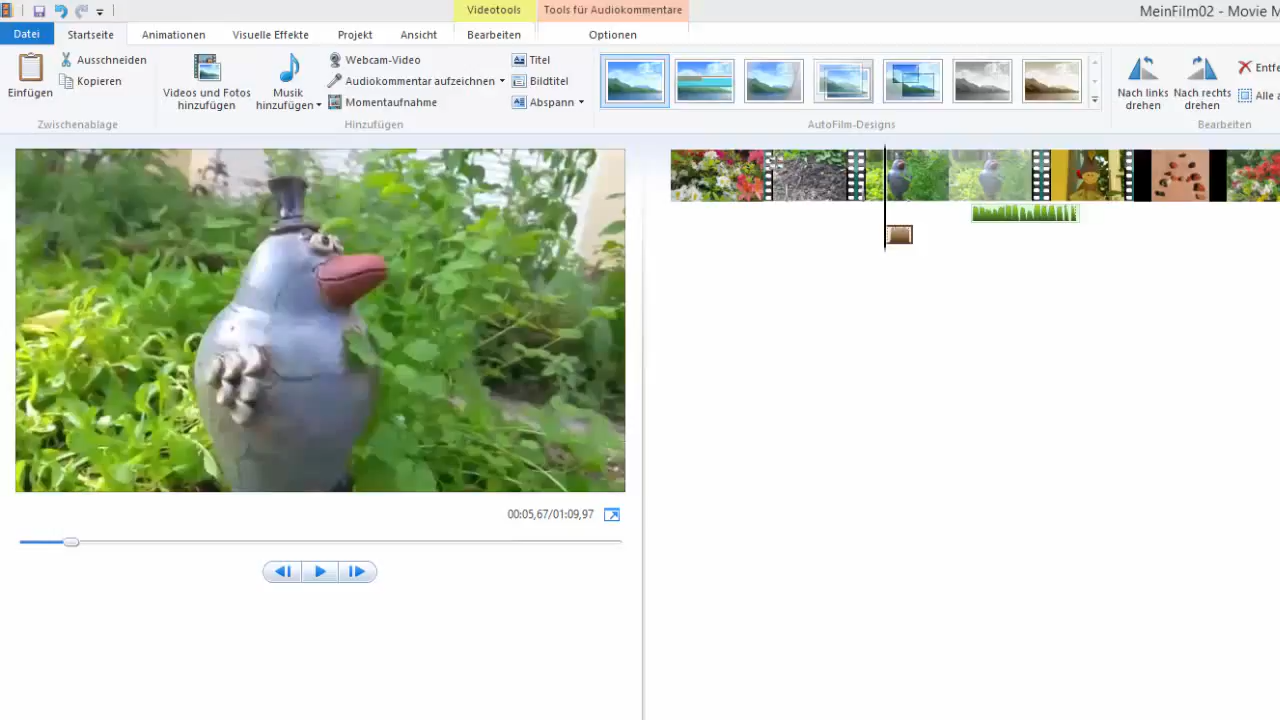 Videotools
Tools für Audiokommentare
MeinFilm02 - Movie M
Datei
Startseite
Animationen
Visuelle Effekte
Projekt
Ansicht
Bearbeiten
Optionen
Einfügen
Ausschneiden
Kopieren
Zwischenablage
Videos und Fotos
hinzufügen
Musik
hinzufügen
Webcam-Video
Audiokommentar aufzeichnen
Momentaufnahme
Titel
Bildtitel
Abspann
Hinzufügen
AutoFilm-Designs
Nach links
drehen
Nach rechts
drehen
Entfe
Alle a
Bearbeiten
00:05,67/01:09,97